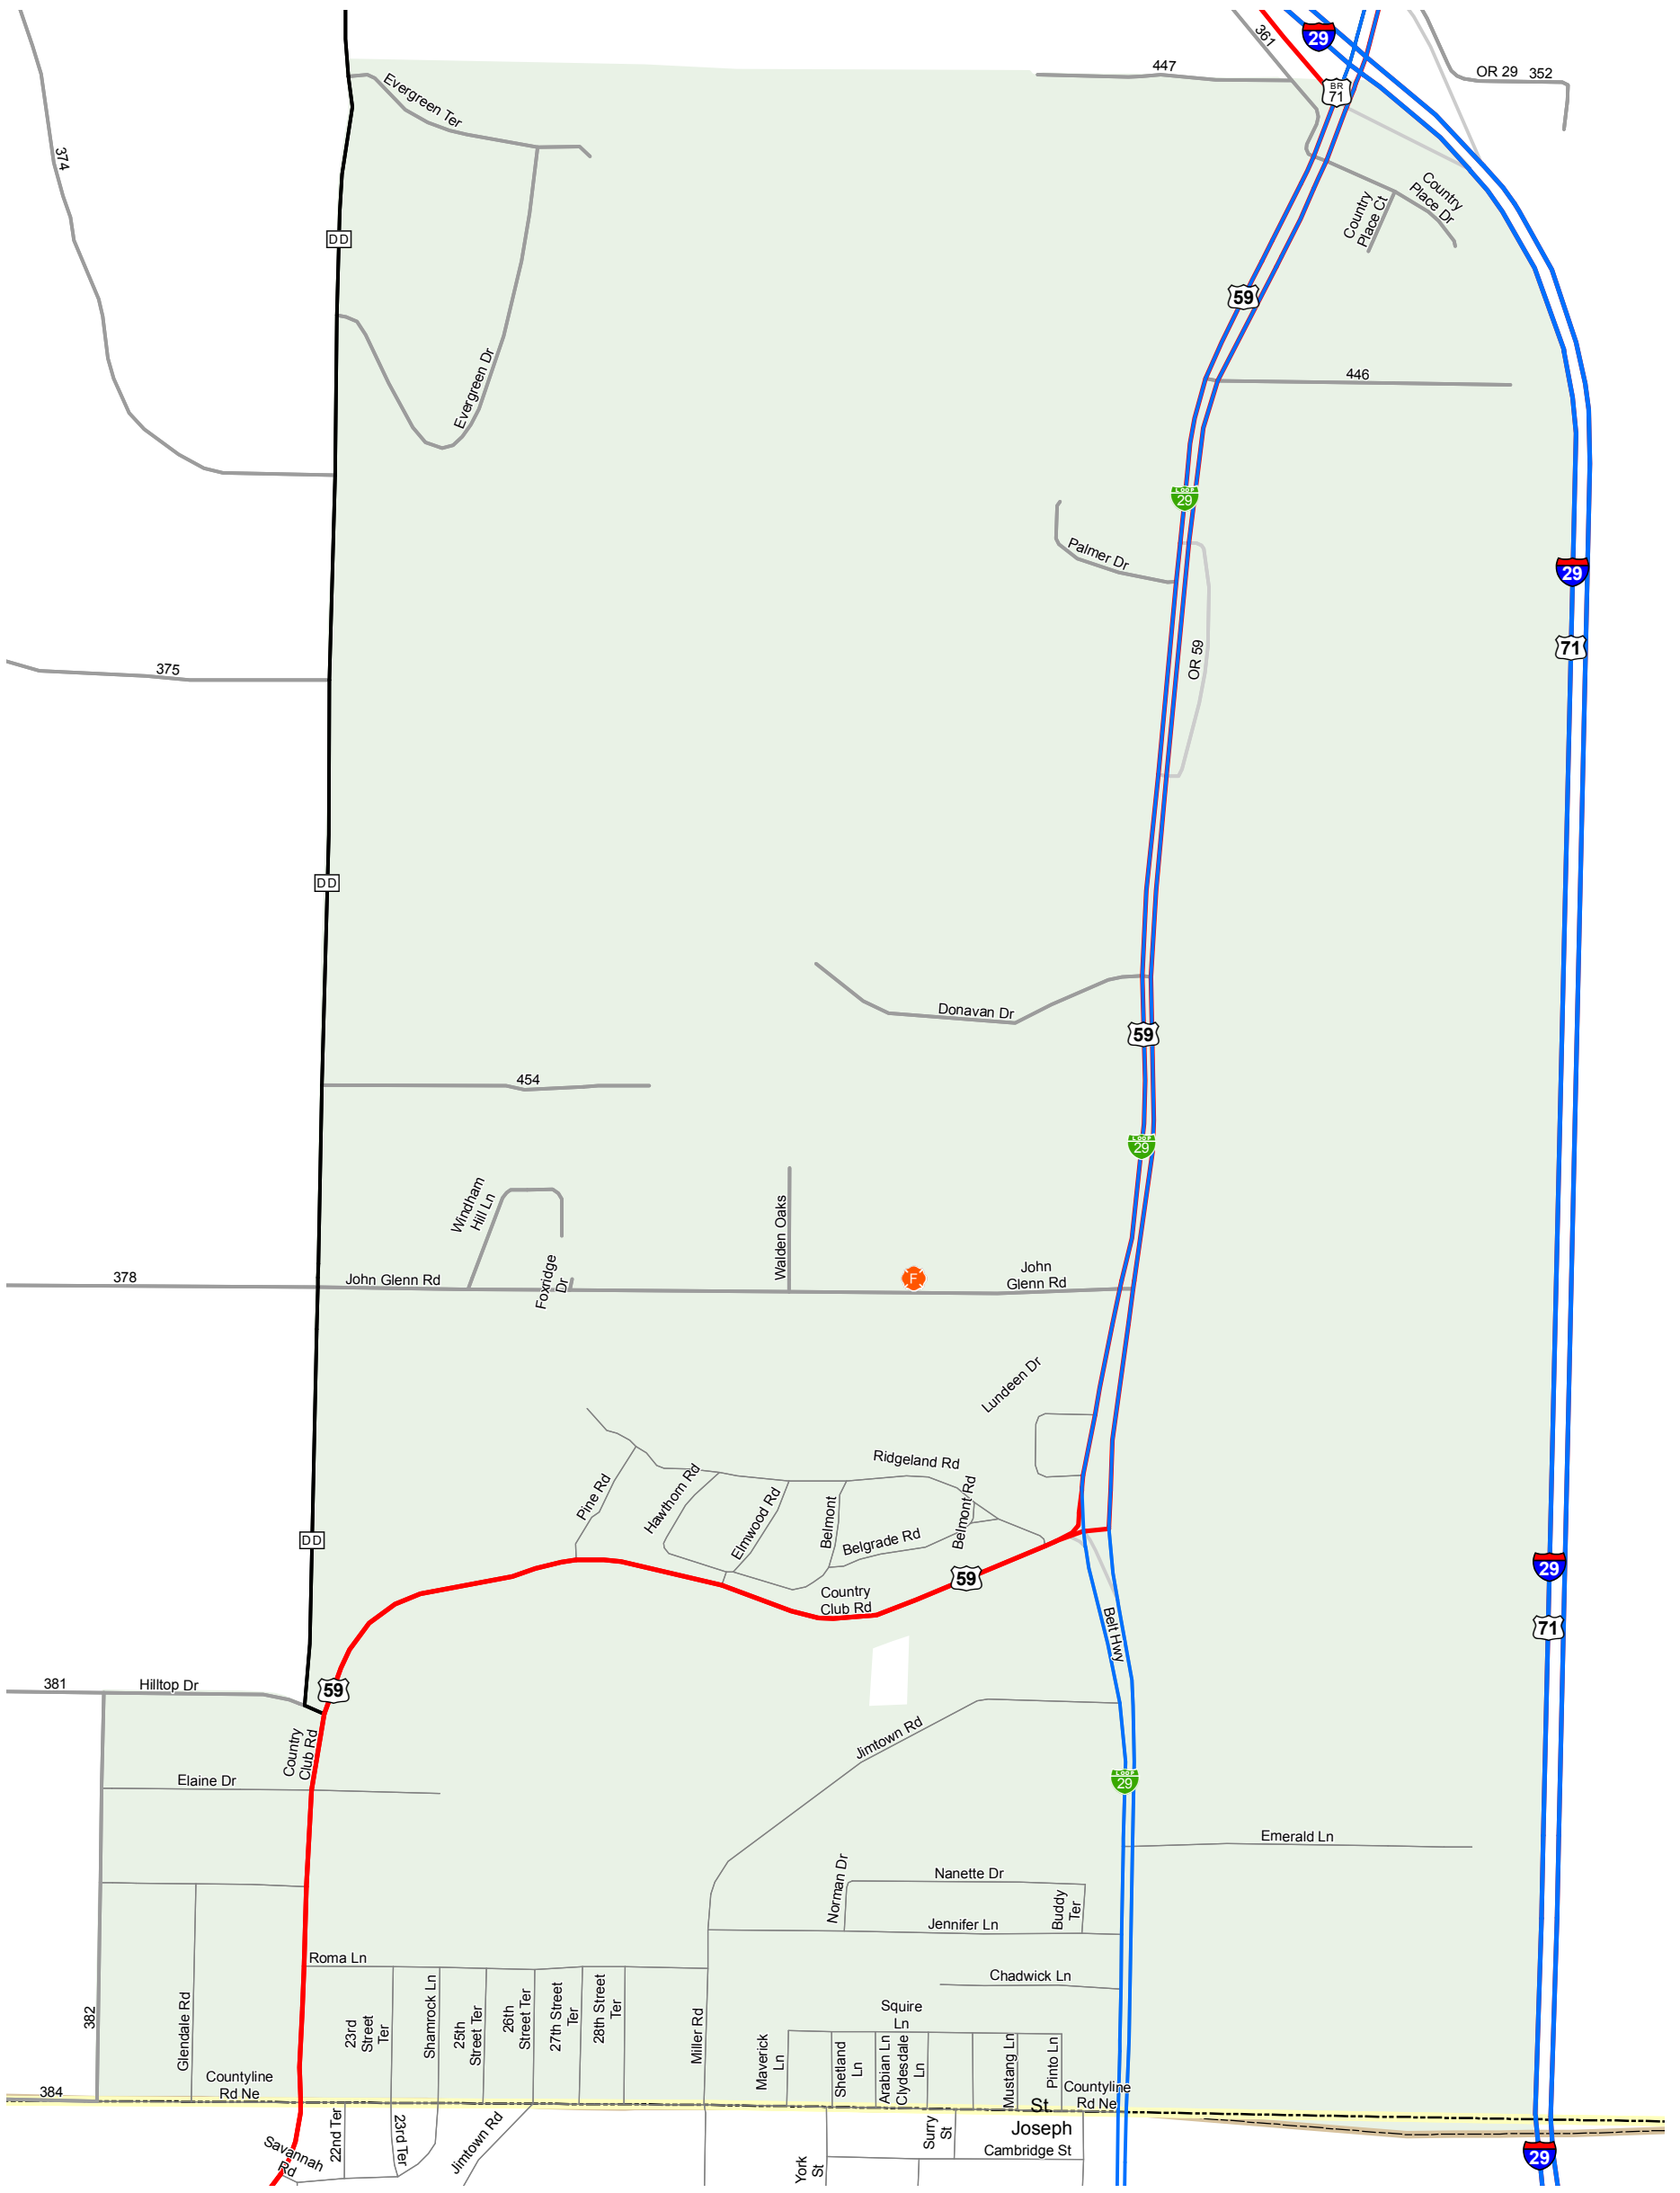 361
29
447
OR 29 352
BR
71
Evergreen Ter
374
Country
Place Dr
Country
Place Ct
DD
59
Evergreen Dr
446
LOOP
29
Palmer Dr
29
71
OR 59
375
DD
Donavan Dr
59
454
LOOP
29
Windham
Hill Ln
Walden Oaks
Foxridge
Dr
378
John Glenn Rd
F
John
Glenn Rd
Lundeen Dr
Ridgeland Rd
Pine Rd
Hawthorn Rd
Elmwood Rd
Belmont
Belgrade Rd
Belmont Rd
DD
59
29
Country
Club Rd
Belt Hwy
71
381
Hilltop Dr
59
Country
Club Rd
Jimtown Rd
Elaine Dr
LOOP
29
Emerald Ln
Norman Dr
Nanette Dr
Buddy
Ter
Jennifer Ln
Roma Ln
Chadwick Ln
382
Glendale Rd
23rd
Street
Ter
Shamrock Ln
25th
Street Ter
26th
Street Ter
27th Street
Ter
28th Street
Ter
Miller Rd
Squire
Ln
Maverick
Ln
Shetland
Ln
Arabian Ln
Clydesdale
Ln
Mustang Ln
Pinto Ln
384
Countyline
Rd Ne
Countyline
Rd Ne
St
Joseph
Savannah
Rd
22nd Ter
23rd Ter
Jimtown Rd
York
St
Surry
St
Cambridge St
29